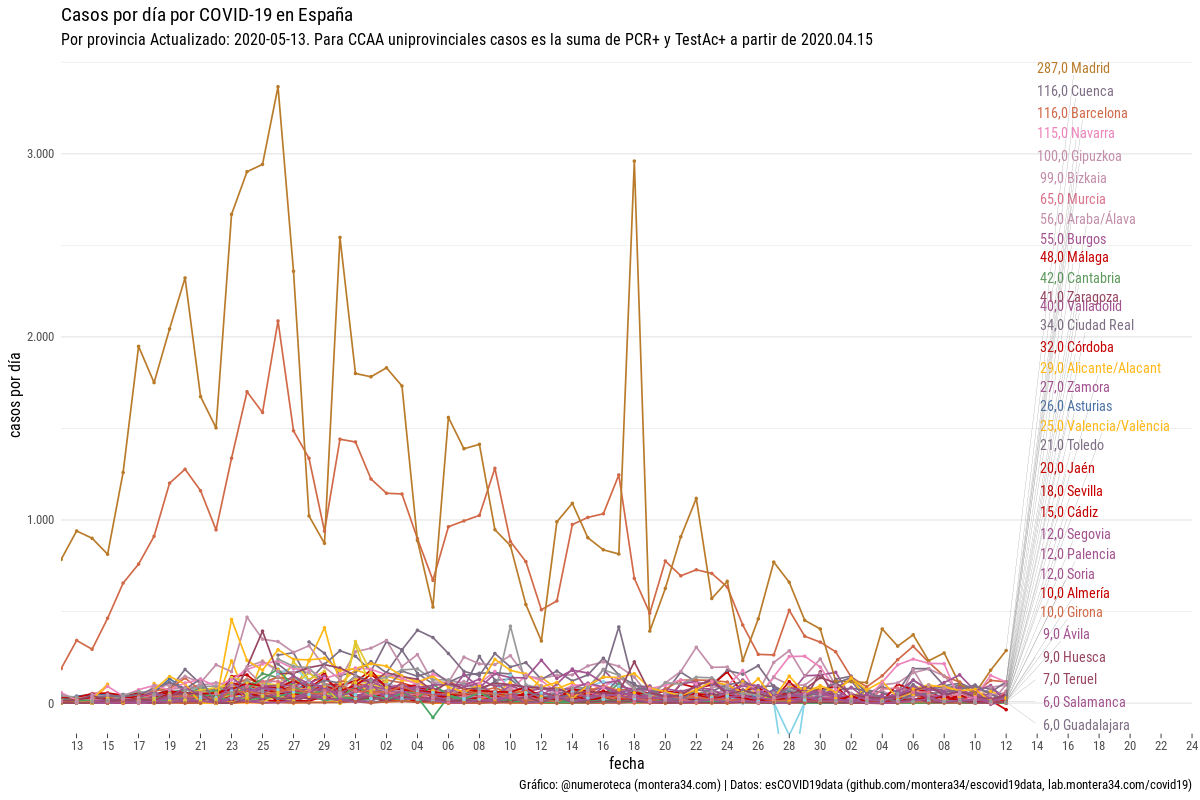 Casos por día por COVID-19 en España
Por provincia Actualizado: 2020-05-13. Para CCAA uniprovinciales casos es la suma de PCR+ y TestAc+ a partir de 2020.04.15
287,0 Madrid
116,0 Cuenca
116,0 Barcelona
115,0 Navarra
100,0 Gipuzkoa
99,0 Bizkaia
65,0 Murcia
56,0 Araba/Álava
55,0 Burgos
48,0 Málaga
42,0 Cantabria
41,0 Zaragoza
40,0 Valladolid
34,0 Ciudad Real
32,0 Córdoba
29,0 Alicante/Alacant
27,0 Zamora
26,0 Asturias
25,0 Valencia/València
21,0 Toledo
20,0 Jaén
18,0 Sevilla
15,0 Cádiz
12,0 Segovia
12,0 Palencia
12,0 Soria
10,0 Almería
10,0 Girona
9,0 Ávila
9,0 Huesca
7,0 Teruel
6,0 Salamanca
6,0 Guadalajara
casos por día
3.000
2.000
1.000
0
13 15 17 19 21 23 25 27 29 31 02 04 06 08 10 12 14 16 18 20 22 24 26 28 30 02 04 06 08 10 12 14 16 18 20 22 24
fecha
Gráfico: @numeroteca (montera34.com) | Datos: esCOVID19data (github.com/montera34/escovid19data, lab.montera34.com/covid19)